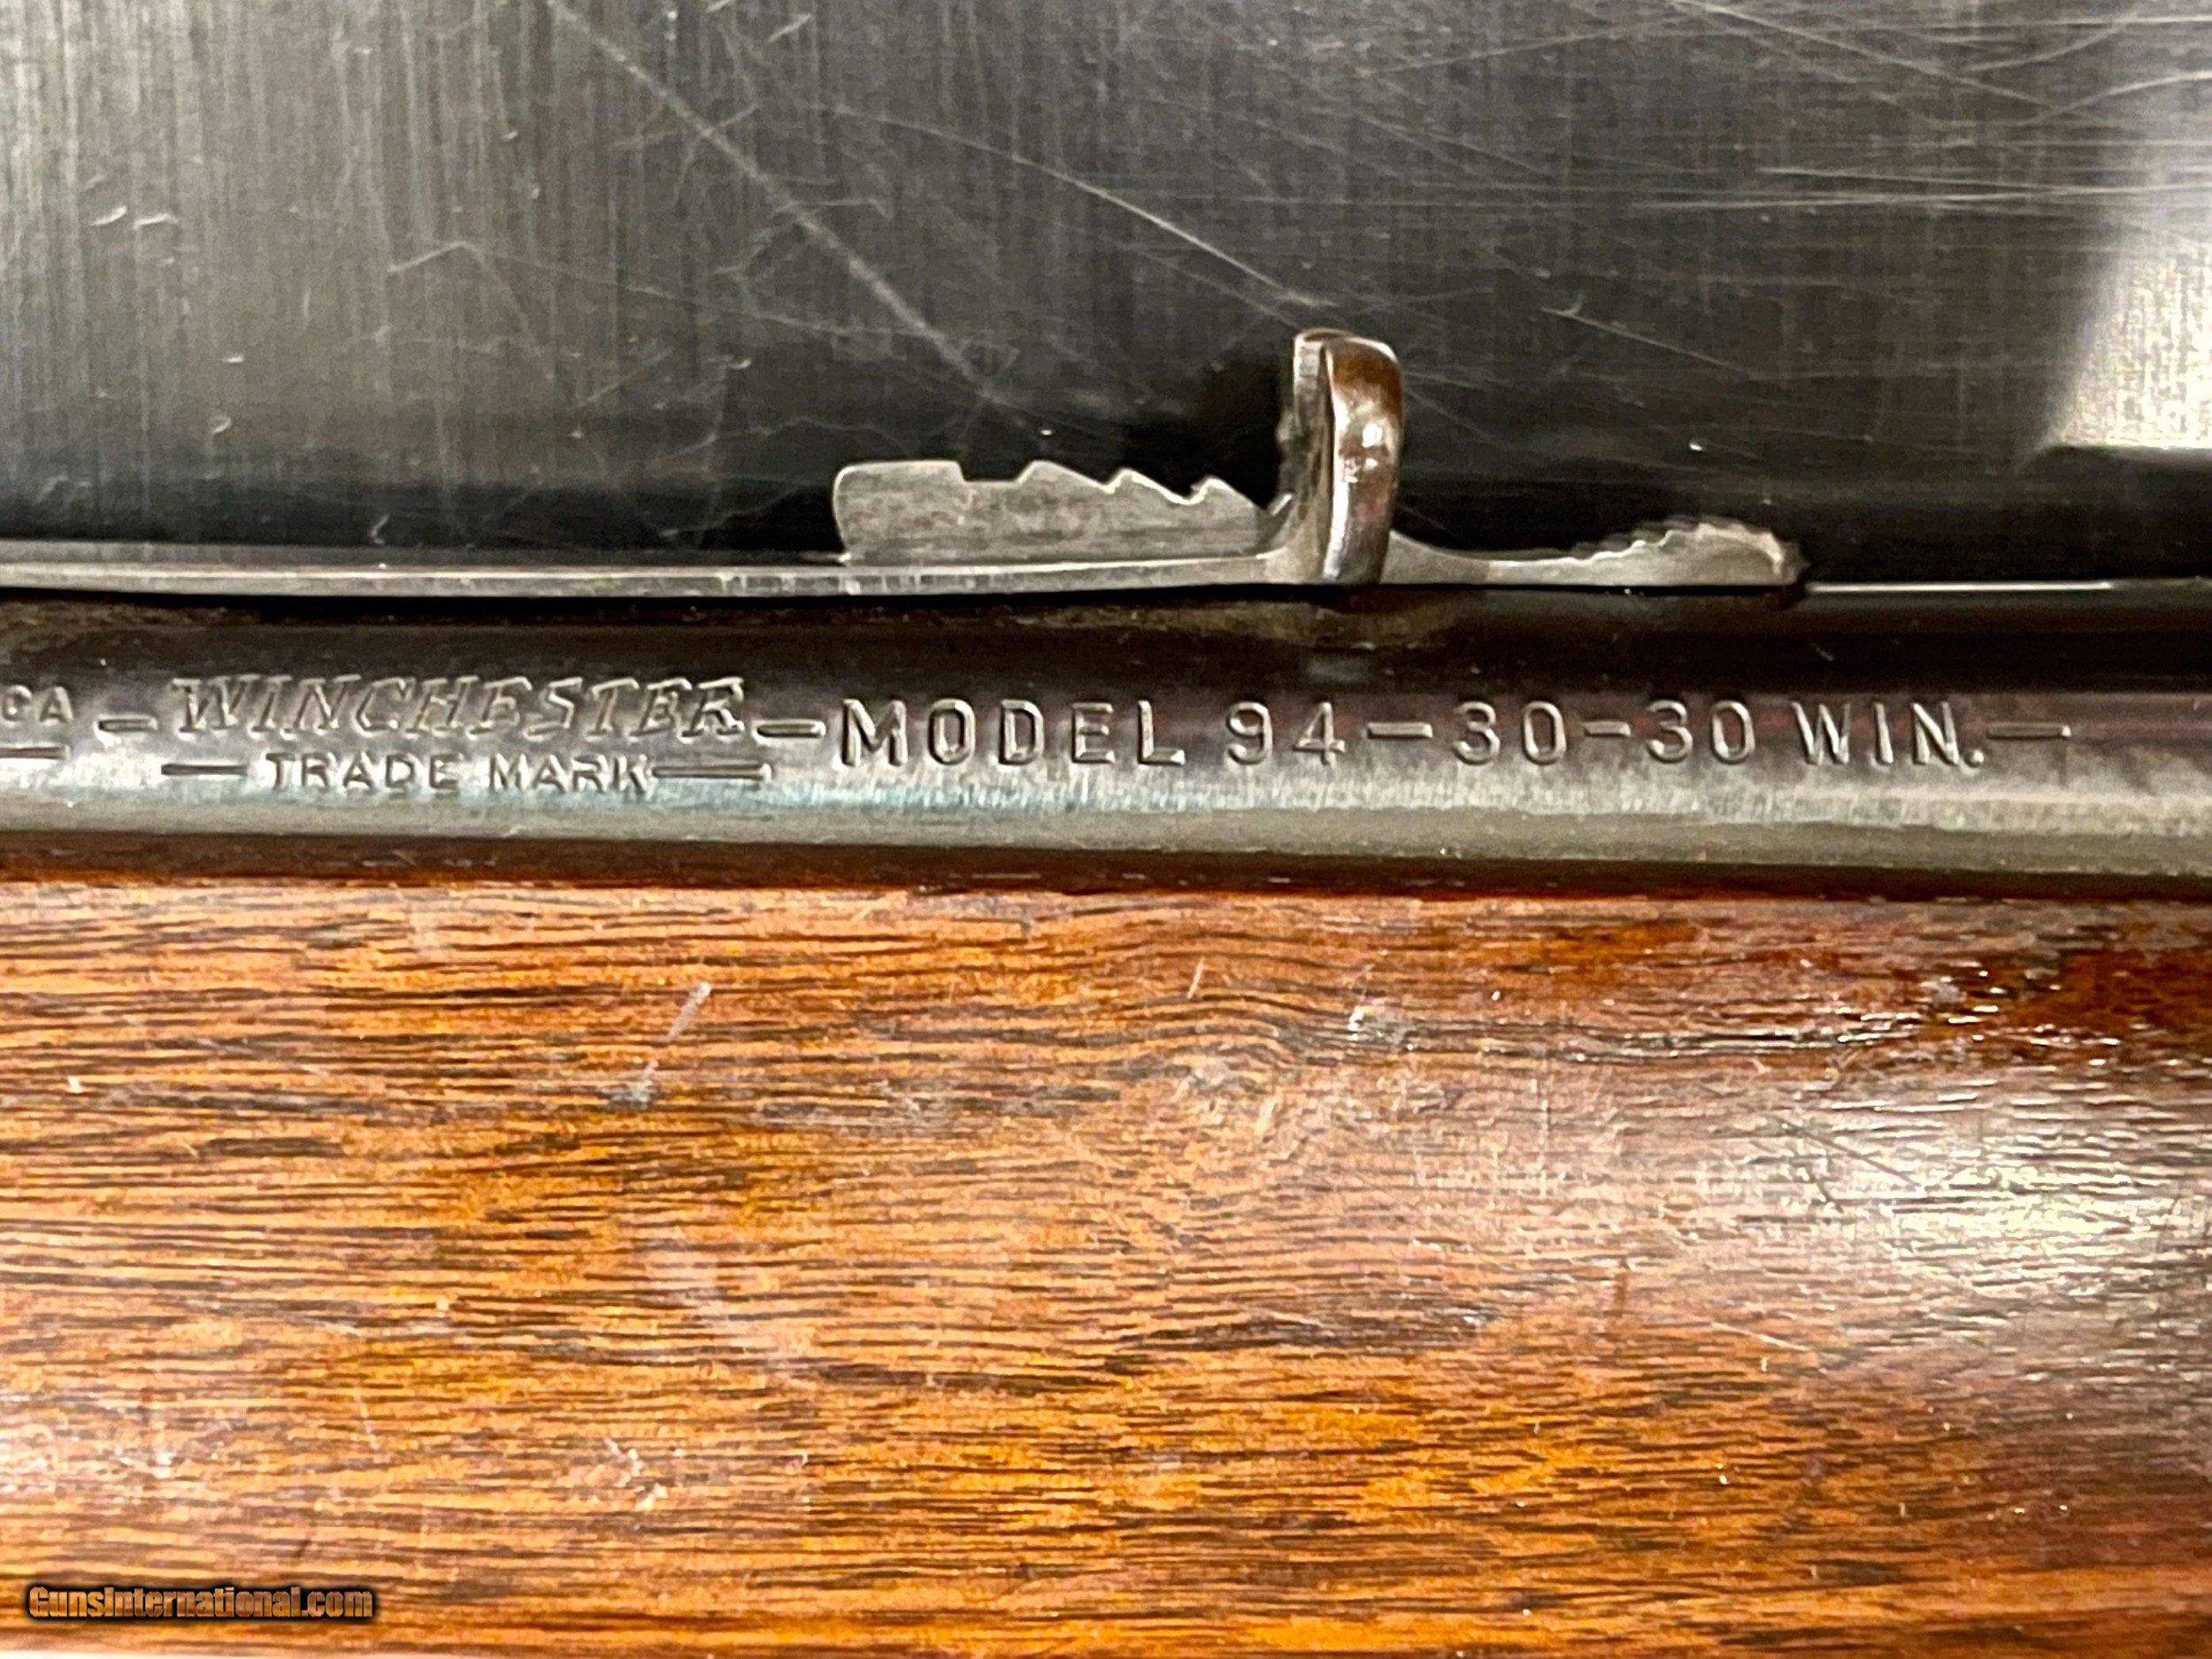 CA – WINCHESTER – MODEL 94 – 30-30 WIN. –
— TRADE MARK —
GunsInternational.com